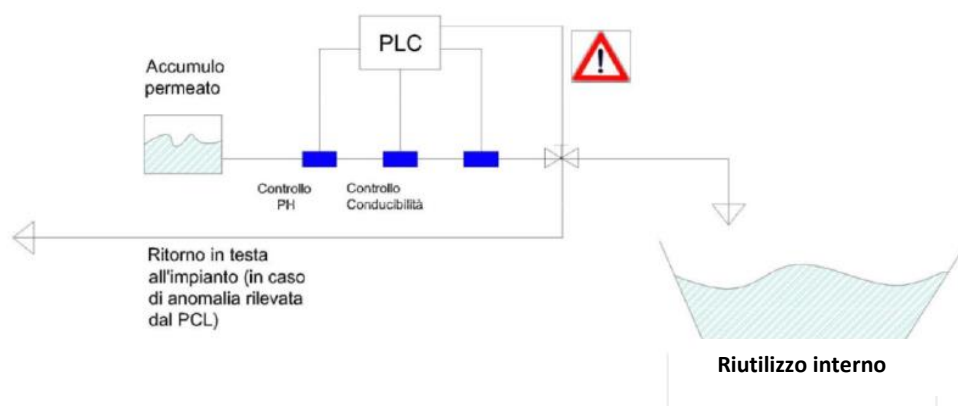 PLC
Accumulo
permeato
Controllo
PH
Controllo
Conducibilità
Ritorno in testa
all'impianto (in caso
di anomalia rilevata
dal PCL)
Riutilizzo interno